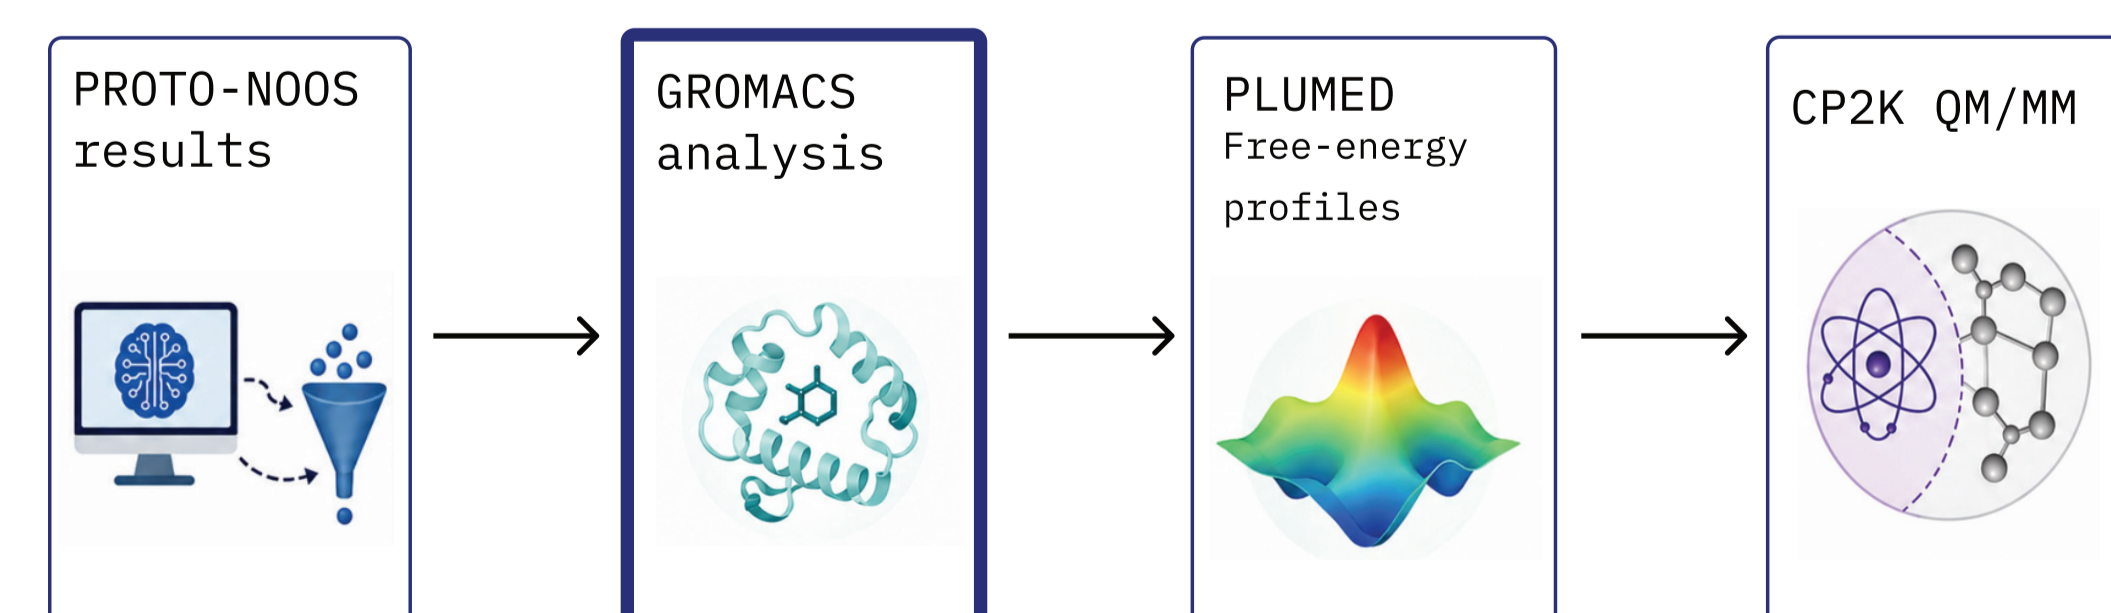 PROTO-NOOS
results
GROMACS
analysis
PLUMED
Free-energy
profiles
CP2K QM/MM